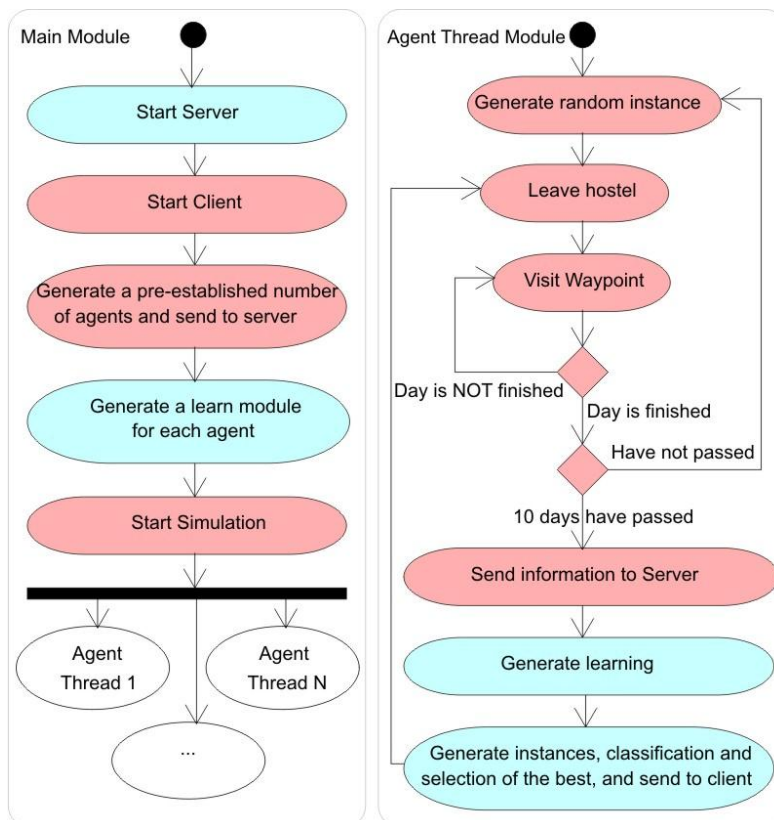 Main Module
Start Server
Start Client
Generate a pre-established number
of agents and send to server
Generate a learn module
for each agent
Start Simulation
Agent
Thread 1
Agent
Thread N
...
Agent Thread Module
Generate random instance
Leave hostel
Visit Waypoint
Day is NOT finished
Day is finished
Have not passed
10 days have passed
Send information to Server
Generate learning
Generate instances, classification and
selection of the best, and send to client